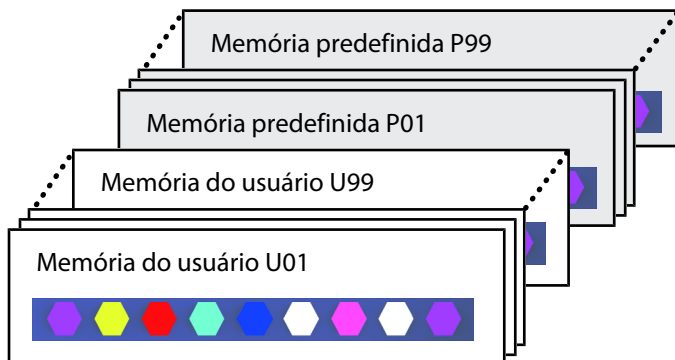 Memória predefinida P99
Memória predefinida P01
Memória do usuário U99
Memória do usuário U01